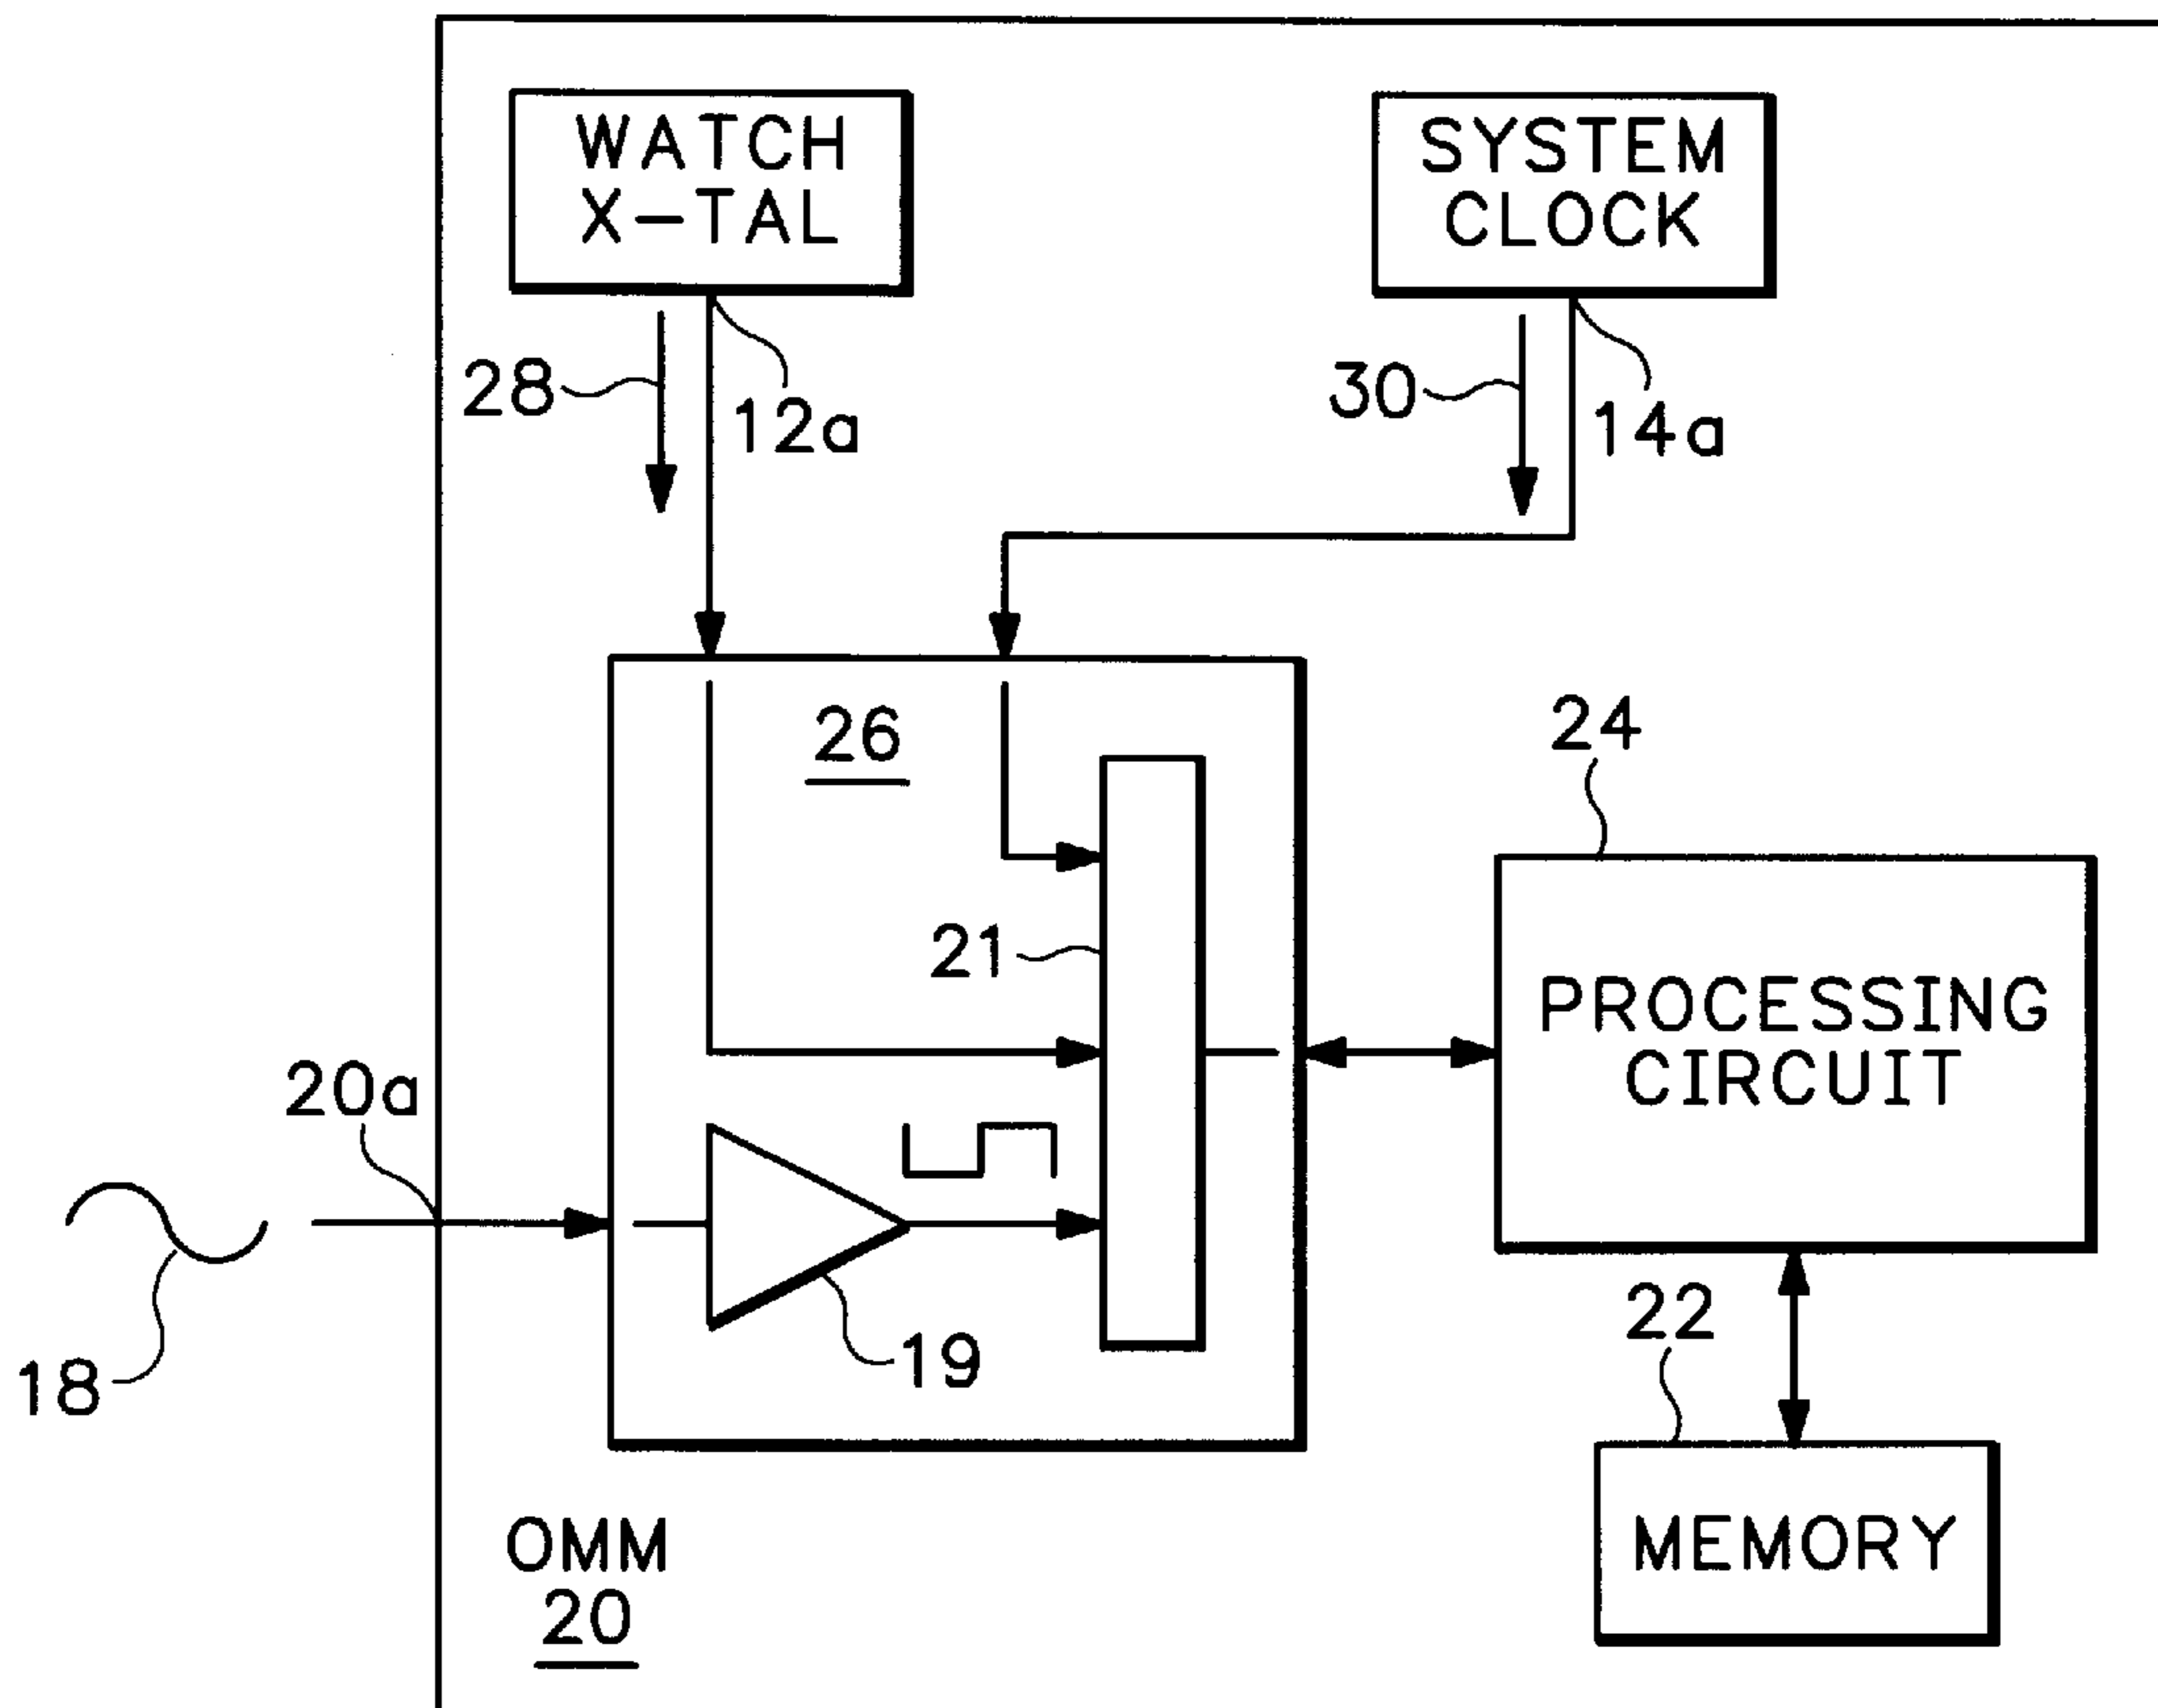 WATCH
X-TAL
SYSTEM
CLOCK
28
12a
30
14a
26
24
21
PROCESSING
CIRCUIT
20a
18
19
22
MEMORY
OMM
20